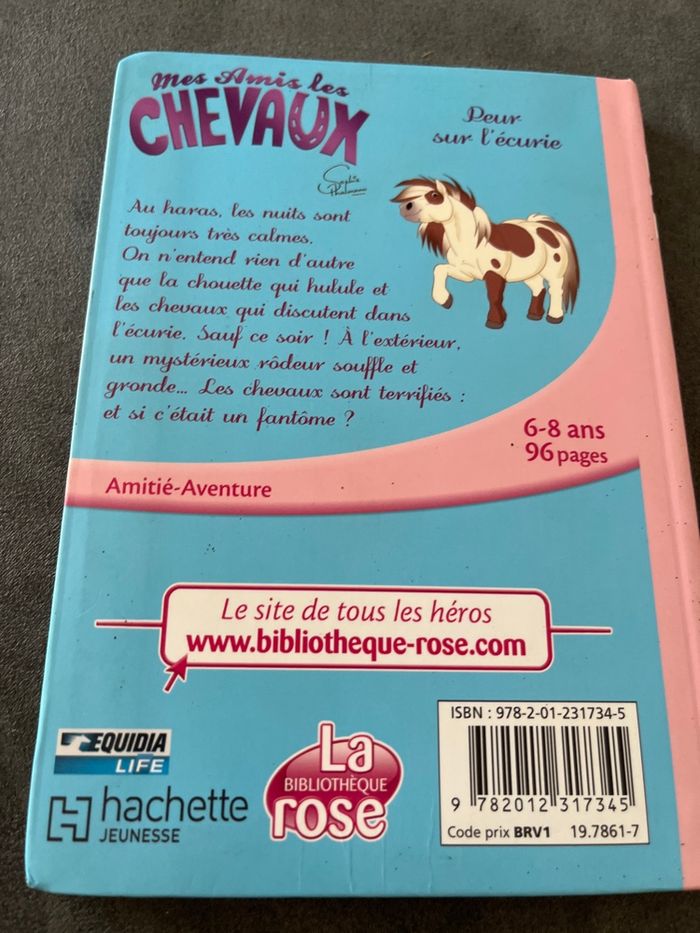 Mes Amis les
CHEVAUX
Sophie
Thalmann
Peur
sur l'écurie
Au haras, les nuits sont
toujours très calmes.
On n'entend rien d'autre
que la chouette qui hulule et
les chevaux qui discutent dans
l'écurie. Sauf ce soir ! À l'extérieur,
un mystérieux rôdeur souffle et
gronde... Les chevaux sont terrifiés :
et si c'était un fantôme ?
6-8 ans
96 pages
Amitié-Aventure
Le site de tous les héros
www.bibliotheque-rose.com
EQUIDIA
LIFE
hachette
JEUNESSE
La
BIBLIOTHÈQUE
rose
ISBN : 978-2-01-231734-5
9 782012 317345
Code prix BRV1 19.7861-7